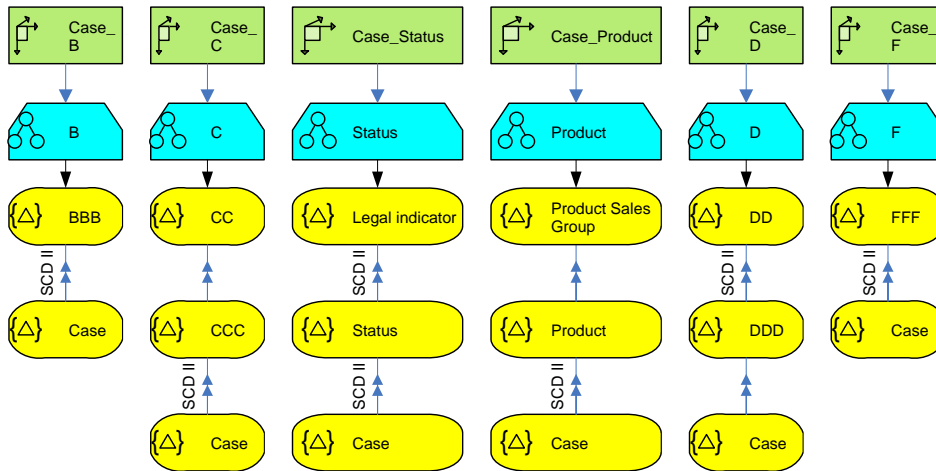 Case_
B
Case_
C
Case_Status
Case_Product
Case_
D
Case_
F
B
C
Status
Product
D
F
BBB
CC
Legal indicator
Product Sales
Group
DD
FFF
SCD II
SCD II
SCD II
SCD II
Case
CCC
Status
Product
DDD
Case
SCD II
SCD II
SCD II
Case
Case
Case
Case